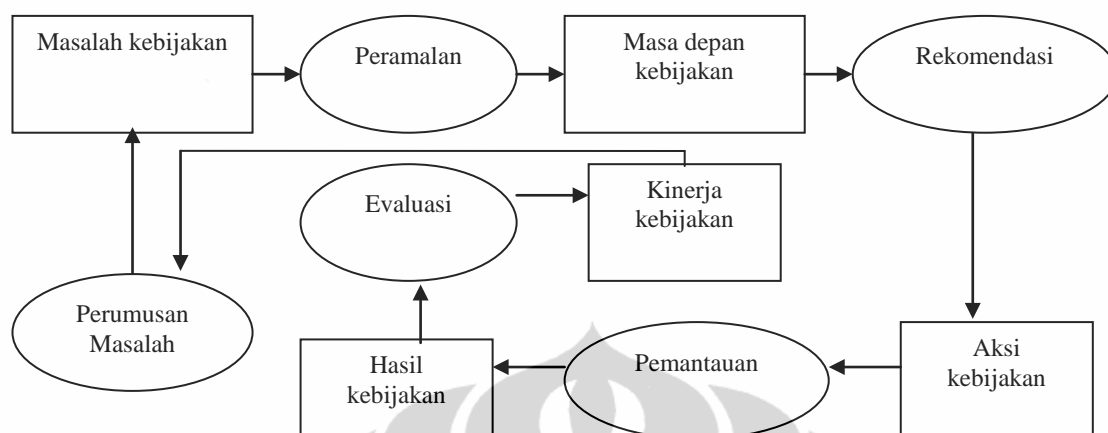 Masalah kebijakan
Peramalan
Masa depan
kebijakan
Rekomendasi
Evaluasi
Kinerja
kebijakan
Perumusan
Masalah
Hasil
kebijakan
Pemantauan
Aksi
kebijakan